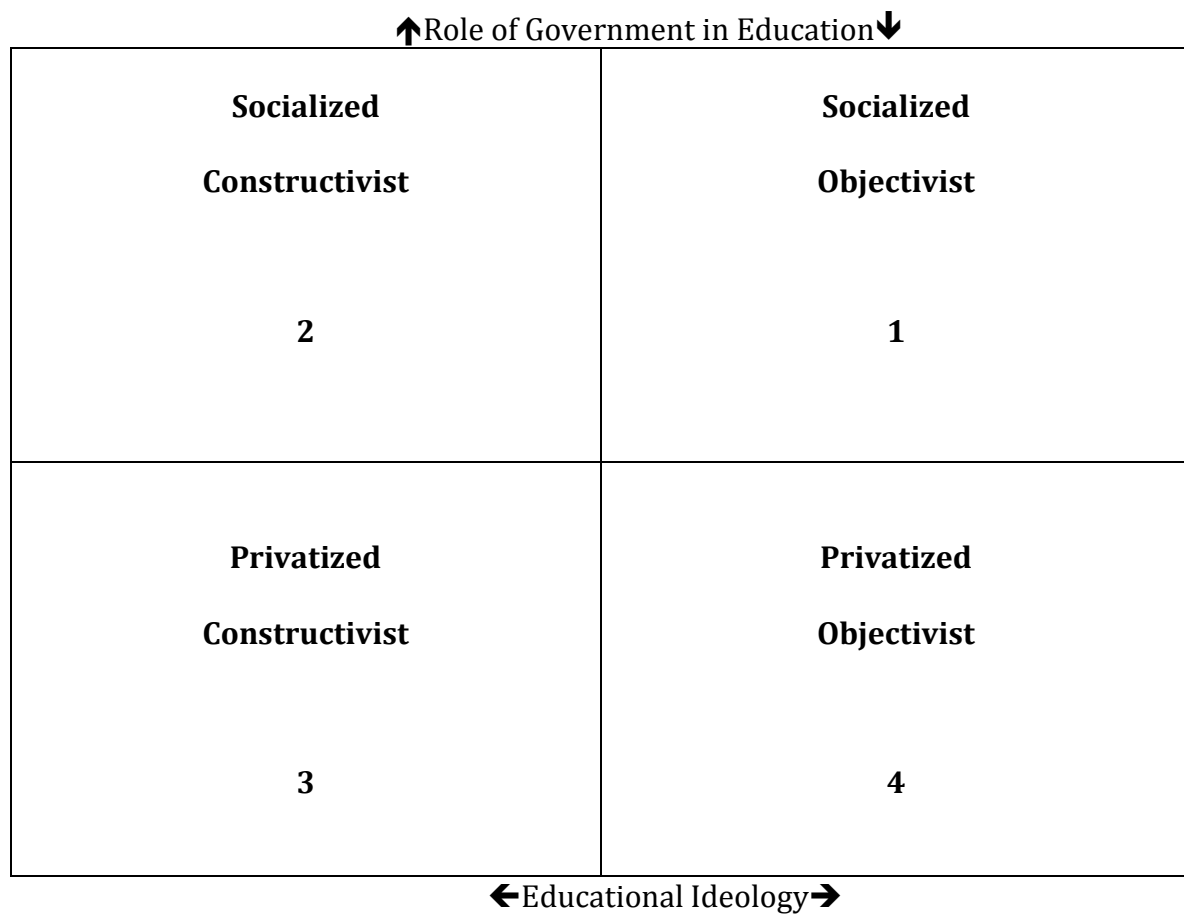 🡹Role of Government in Education🡻
Socialized
Constructivist
2
Socialized
Objectivist
1
Privatized
Constructivist
3
Privatized
Objectivist
4
🡸Educational Ideology🡺